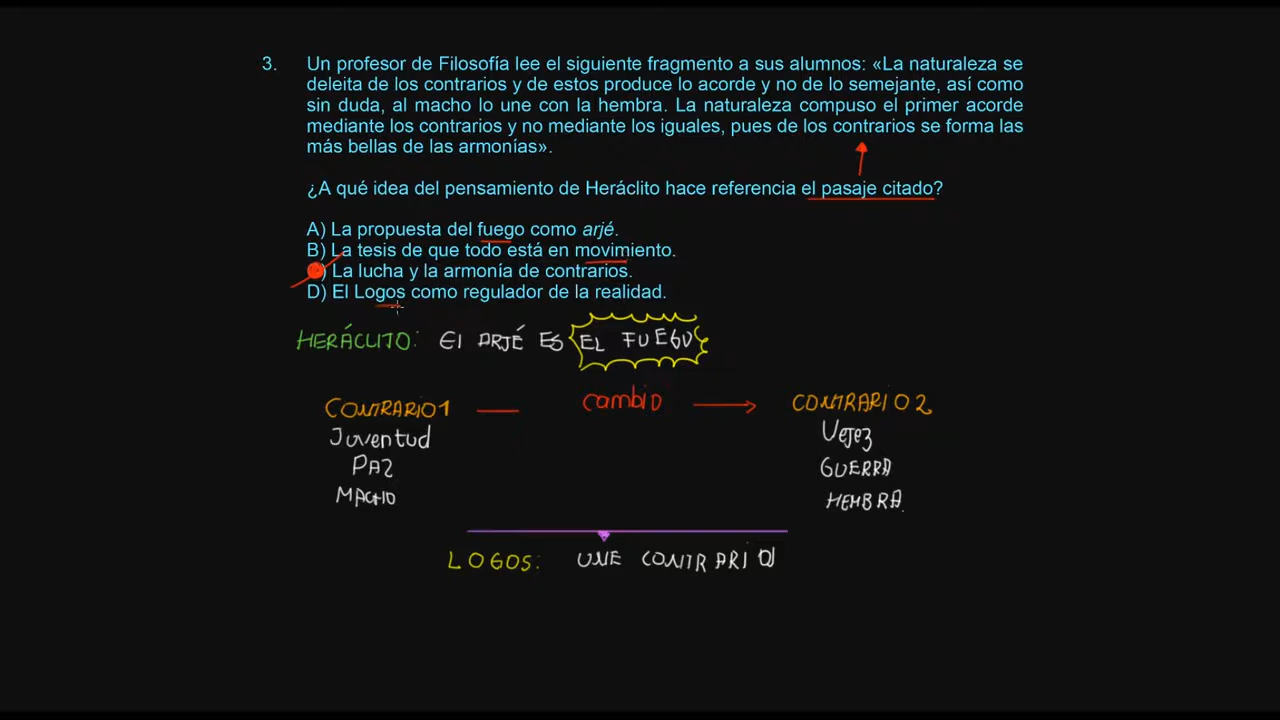 3. Un profesor de Filosofía lee el siguiente fragmento a sus alumnos: «La naturaleza se
deleita de los contrarios y de estos produce lo acorde y no de lo semejante, así como
sin duda, al macho lo une con la hembra. La naturaleza compuso el primer acorde
mediante los contrarios y no mediante los iguales, pues de los contrarios se forma las
más bellas de las armonías».
¿A qué idea del pensamiento de Heráclito hace referencia el pasaje citado?
A) La propuesta del fuego como arjé.
B) La tesis de que todo está en movimiento.
) La lucha y la armonía de contrarios.
D) El Logos como regulador de la realidad.
HERÁCLITO: El ARJÉ ES EL FUEGO
CONTRARIO1 cambio CONTRARIO2
Juventud Vejez
PAZ GUERRA
MACHO HEMBRA.
LOGOS: UNE CONTRARIO